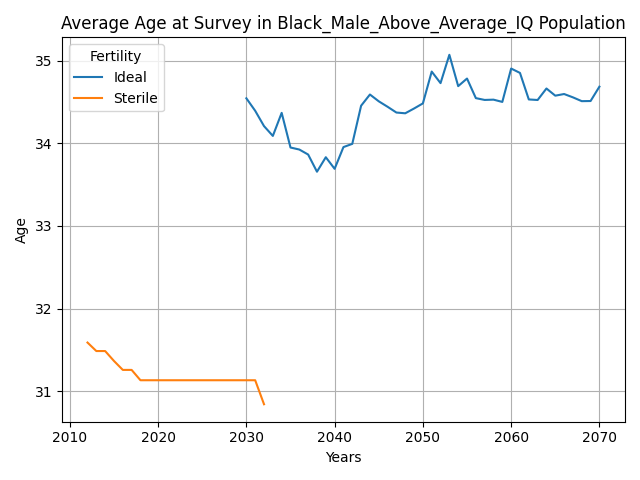 Average Age at Survey in Black_Male_Above_Average_IQ Population
Fertility
Ideal
Sterile
35
34
33
32
31
Age
2010 2020 2030 2040 2050 2060 2070
Years